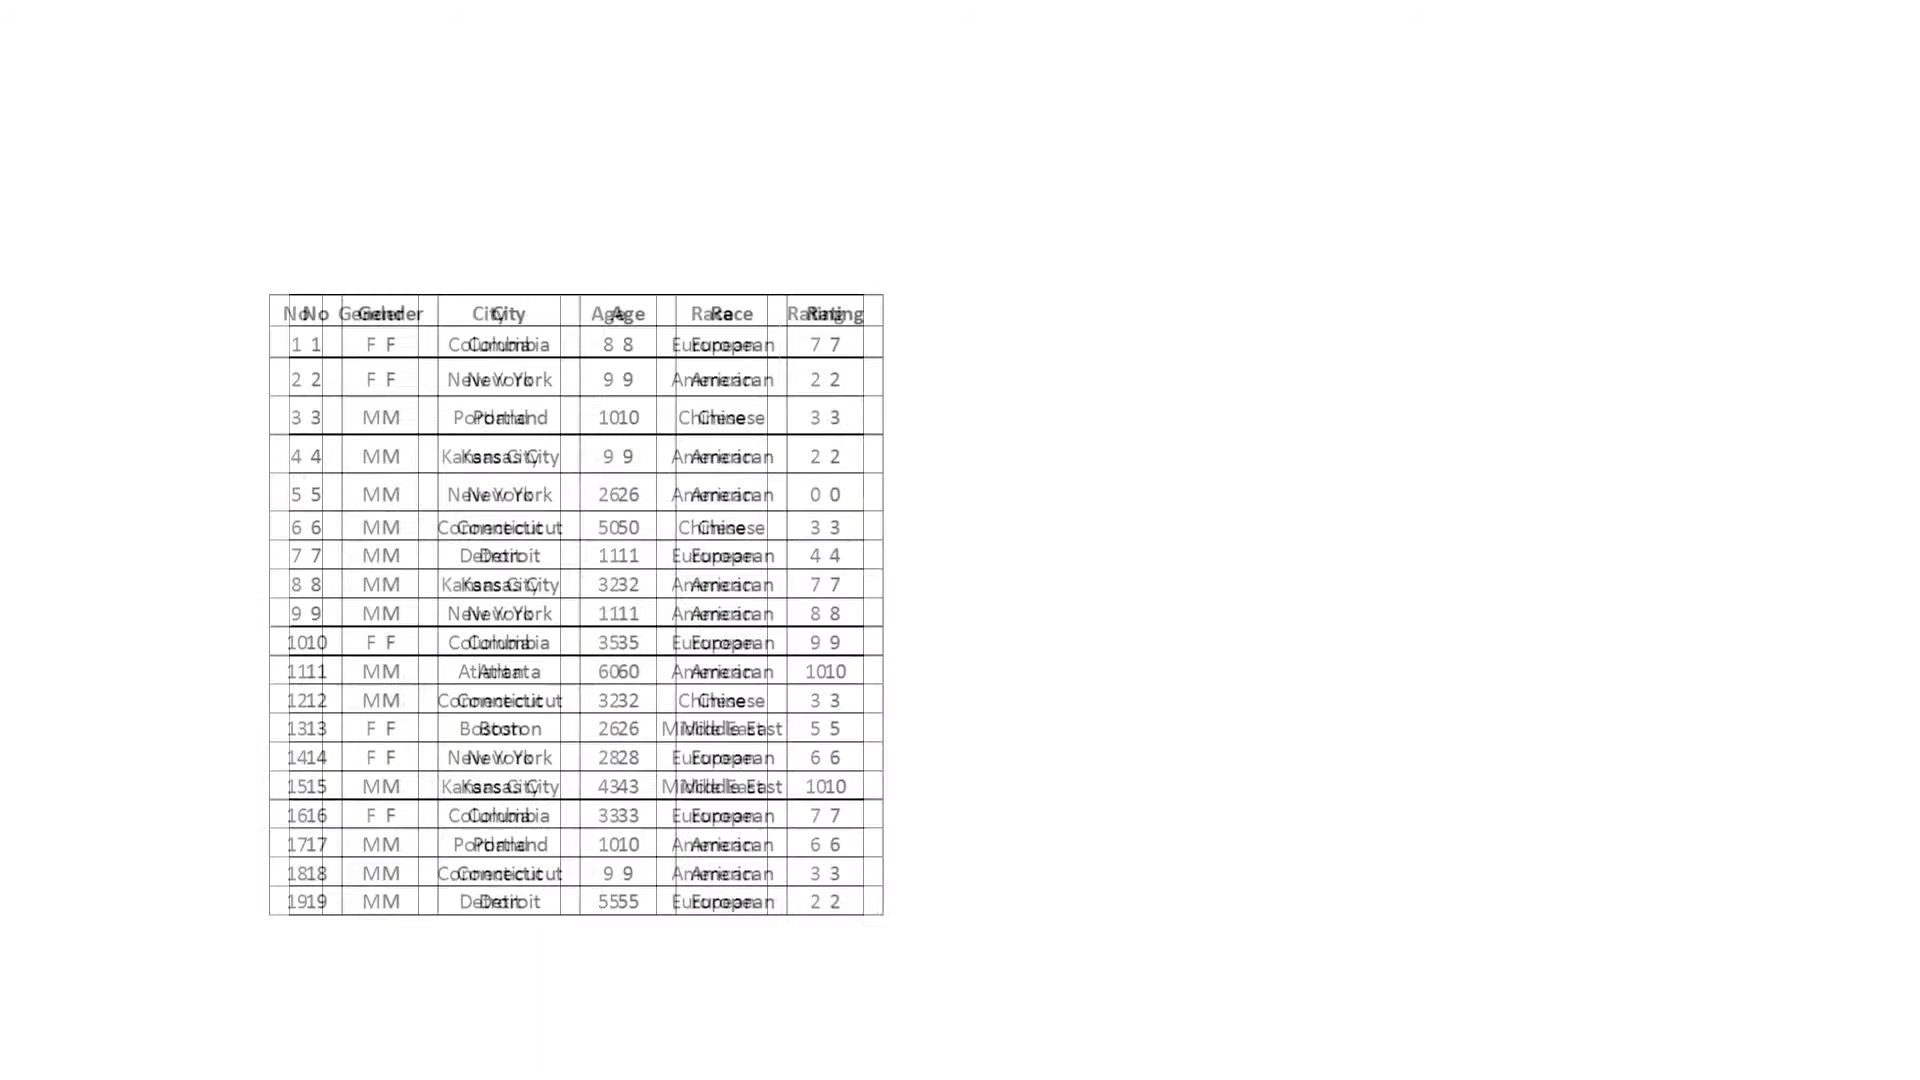 No Gender City Age Race Rating
1 F Columbia 8 European 7
2 F New York 9 American 2
3 M Portland 10 Chinese 3
4 M Kansas City 9 American 2
5 M New York 26 American 0
6 M Connecticut 50 Chinese 3
7 M Detroit 11 European 4
8 M Kansas City 32 American 7
9 M New York 11 American 8
10 F Columbia 35 European 9
11 M Atlanta 60 American 10
12 M Connecticut 32 Chinese 3
13 F Boston 26 Middle East 5
14 F New York 28 European 6
15 M Kansas City 43 Middle East 10
16 F Columbia 33 European 7
17 M Portland 10 American 6
18 M Connecticut 9 American 3
19 M Detroit 55 European 2